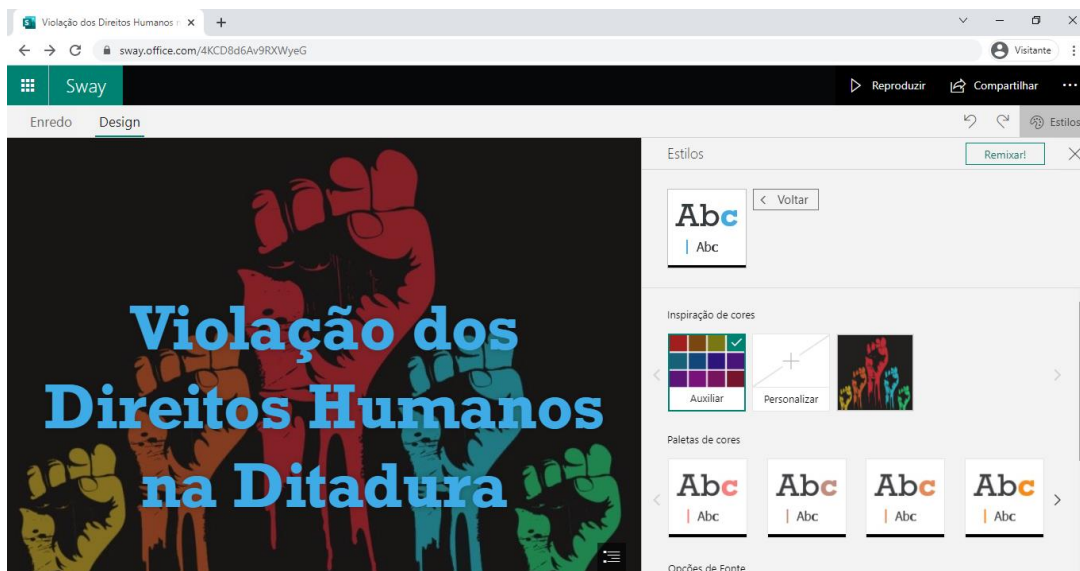 Violação dos Direitos Humanos
sway.office.com/4KCD8d6Av9RXWyeG
Visitante
Sway
Reproduzir
Compartilhar
Enredo
Design
Estilos
Estilos
Remixar!
Abc
Abc
Voltar
Inspiração de cores
Auxiliar
Personalizar
Paletas de cores
Abc
Abc
Abc
Abc
Abc
Abc
Abc
Abc
Opções de Fonte
Violação dos
Direitos Humanos
na Ditadura